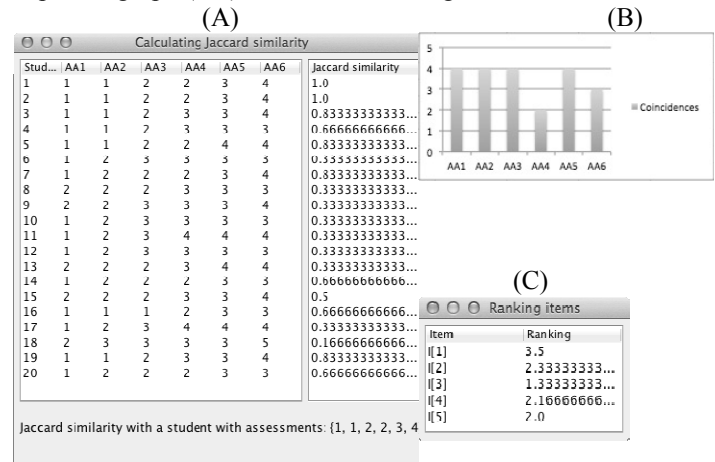 (A)
Calculating Jaccard similarity
Stud... AA1 AA2 AA3 AA4 AA5 AA6 Jaccard similarity
1 1 1 2 2 3 4 1.0
2 1 1 2 2 3 4 1.0
3 1 1 2 3 3 4 0.83333333333...
4 1 1 2 3 3 3 0.66666666666...
5 1 1 2 2 4 4 0.83333333333...
6 1 2 3 3 3 3 0.33333333333...
7 1 2 2 2 3 4 0.83333333333...
8 2 2 2 3 3 3 0.33333333333...
9 2 2 3 3 3 4 0.33333333333...
10 1 2 3 3 3 3 0.33333333333...
11 1 2 3 4 4 4 0.33333333333...
12 1 2 3 3 3 3 0.33333333333...
13 2 2 2 3 4 4 0.33333333333...
14 1 2 2 2 3 3 0.66666666666...
15 2 2 2 3 3 4 0.5
16 1 1 1 2 3 3 0.66666666666...
17 1 2 3 4 4 4 0.33333333333...
18 2 3 3 3 3 5 0.16666666666...
19 1 1 2 3 3 4 0.83333333333...
20 1 2 2 2 3 3 0.66666666666...
Jaccard similarity with a student with assessments: {1, 1, 2, 2, 3, 4
(B)
5
4
3
2
1
0
AA1 AA2 AA3 AA4 AA5 AA6
Coincidences
(C)
Ranking items
Item Ranking
I[1] 3.5
I[2] 2.33333333...
I[3] 1.33333333...
I[4] 2.16666666...
I[5] 2.0